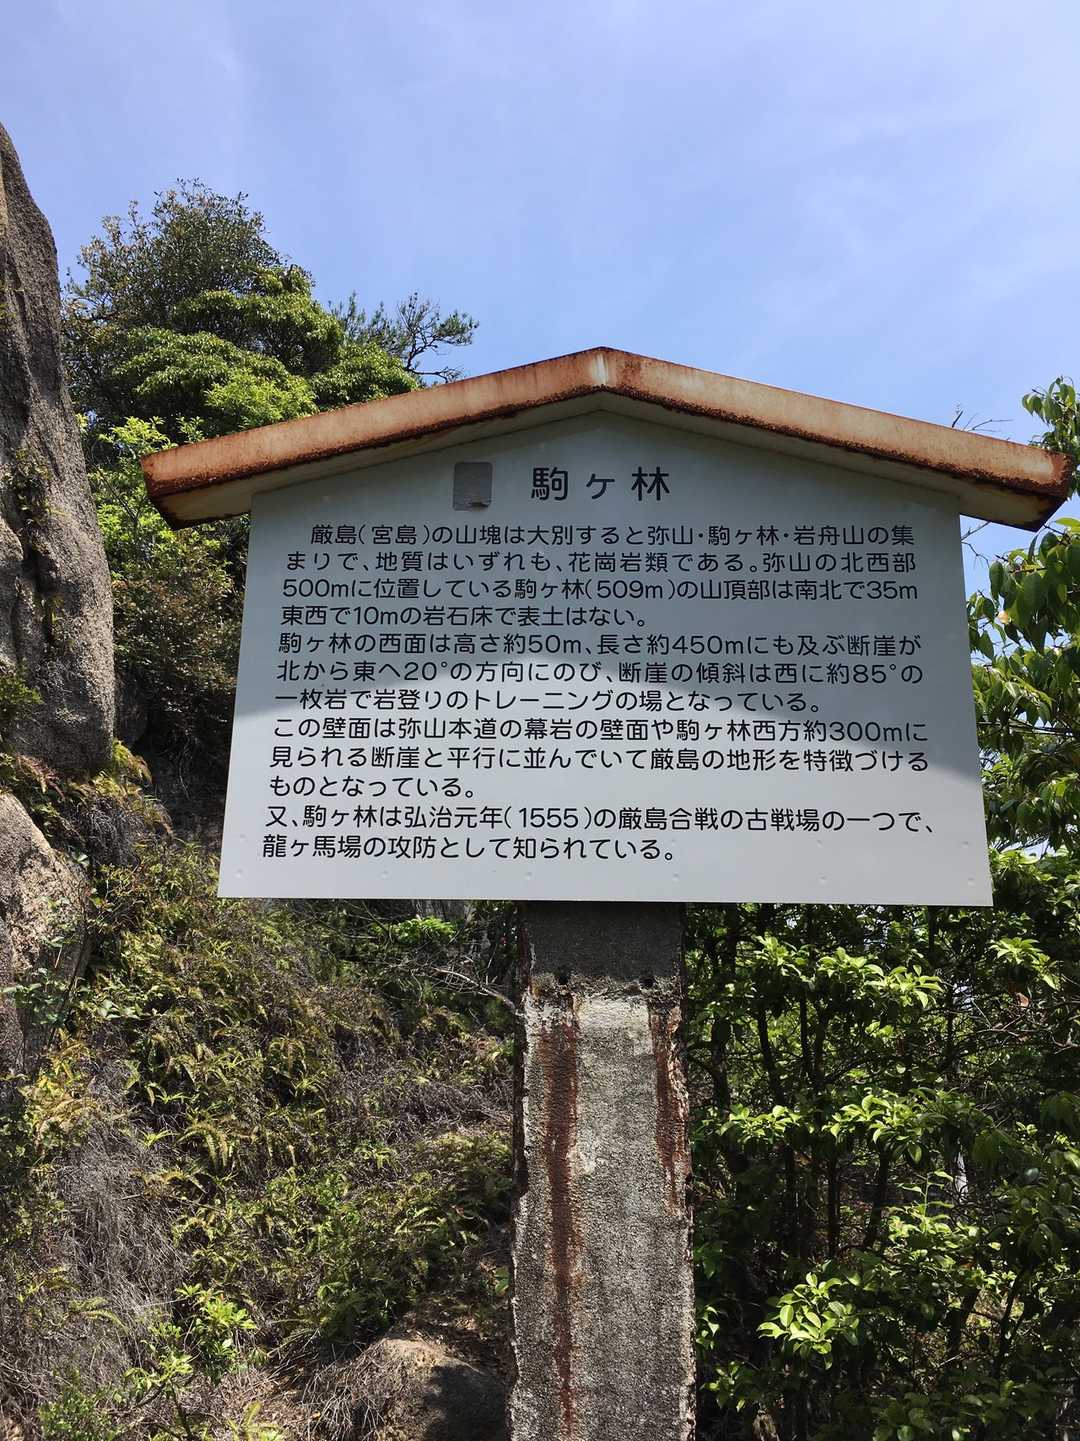 駒ヶ林
厳島(宮島)の山塊は大別すると弥山・駒ヶ林・岩舟山の集
まりで、地質はいずれも、花崗岩類である。弥山の北西部
500mに位置している駒ヶ林(509m)の山頂部は南北で35m
東西で10mの岩石床で表土はない。
駒ヶ林の西面は高さ約50m、長さ約450mにも及ぶ断崖が
北から東へ20°の方向にのび、断崖の傾斜は西に約85°の
一枚岩で岩登りのトレーニングの場となっている。
この壁面は弥山本道の幕岩の壁面や駒ヶ林西方約300mに
見られる断崖と平行に並んでいて厳島の地形を特徴づける
ものとなっている。
又、駒ヶ林は弘治元年(1555)の厳島合戦の古戦場の一つで、
龍ヶ馬場の攻防として知られている。